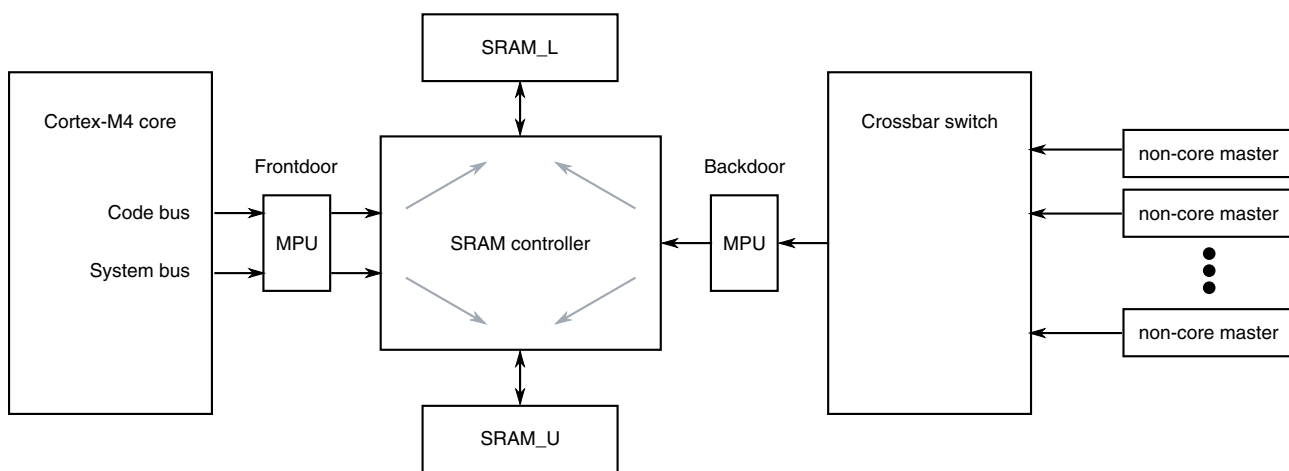 SRAM_L
Cortex-M4 core
Crossbar switch
non-core master
Frontdoor
Backdoor
non-core master
Code bus
MPU
SRAM controller
MPU
System bus
non-core master
SRAM_U